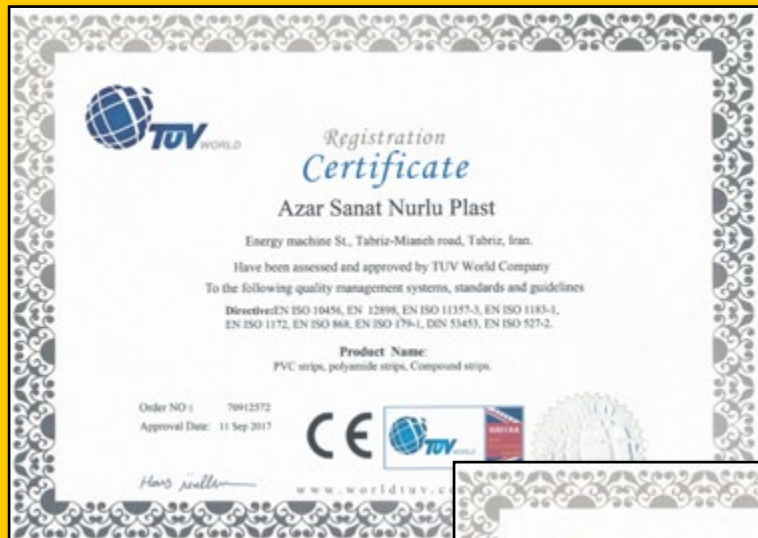 TUV WORLD
Registration
Certificate
Azar Sanat Nurlu Plast
Energy machine St., Tabriz-Mianeh road, Tabriz, Iran.
Have been assessed and approved by TUV World Company
To the following quality management systems, standards and guidelines
Directive:EN ISO 10456, EN 12898, EN ISO 11357-3, EN ISO 1183-1,
EN ISO 1172, EN ISO 868, EN ISO 179-1, DIN 53453, EN ISO 527-2.
Product Name:
PVC strips, polyamide strips, Compound strips.
Order NO : 70912572
Approval Date: 11 Sep 2017
CE
TUV
www.worldtuv.co